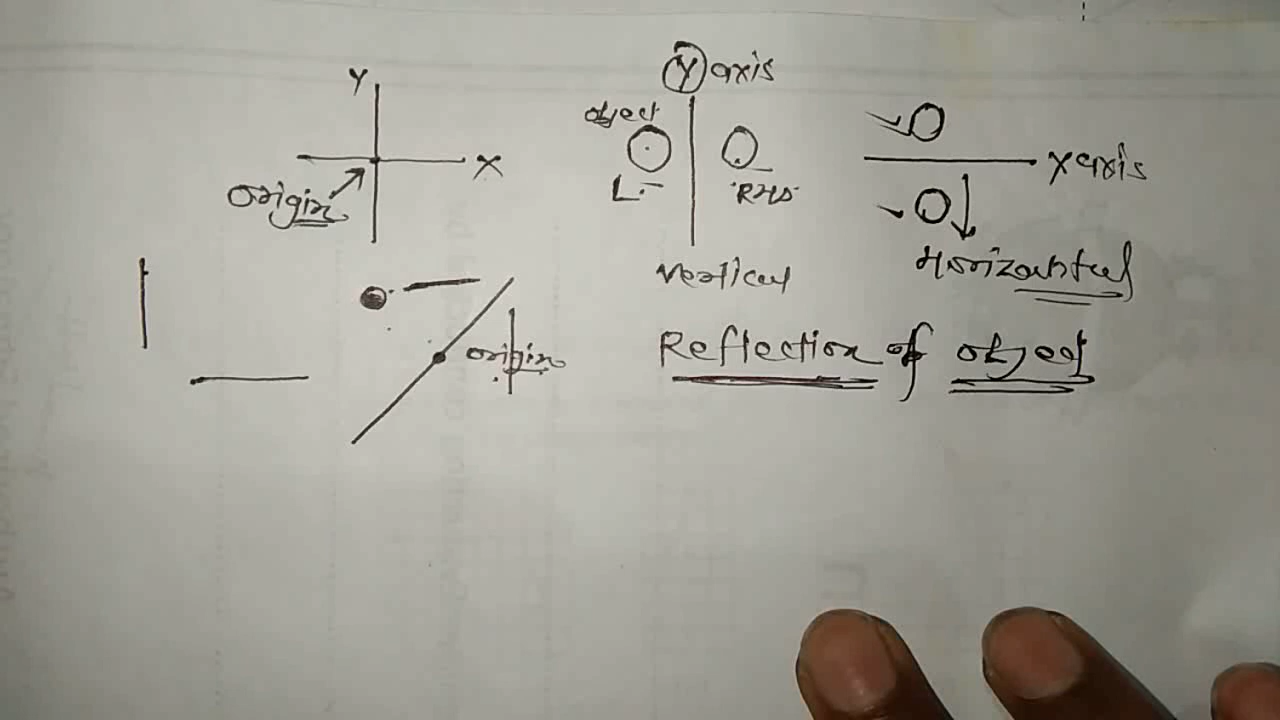 Y
X
origin
Y axis
object
L
RHS
X axis
Vertical
Horizontal
origin
Reflection of object